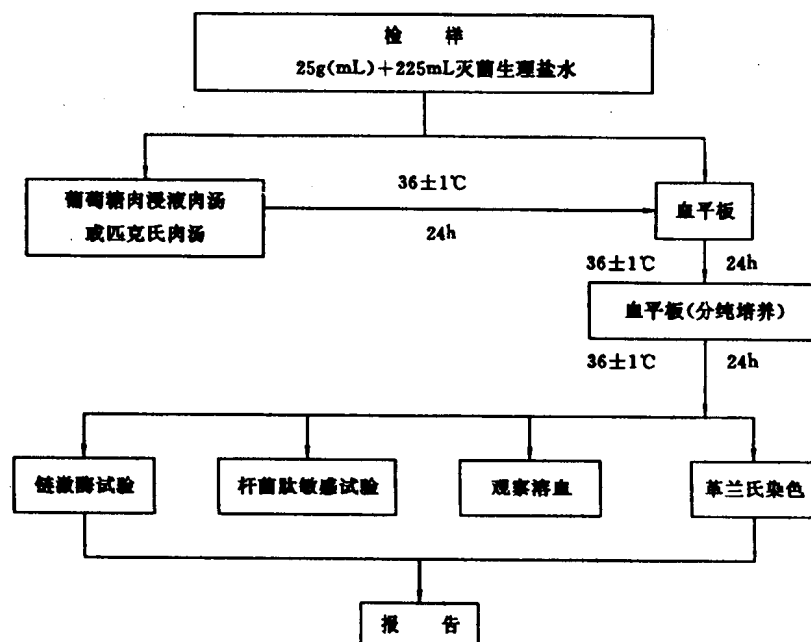 检 样
25g(mL)+225mL灭菌生理盐水
葡萄糖肉浸液肉汤
或匹克氏肉汤
36±1℃
24h
血平板
36±1℃ 24h
血平板(分纯培养)
36±1℃ 24h
链激酶试验
杆菌肽敏感试验
观察溶血
革兰氏染色
报 告